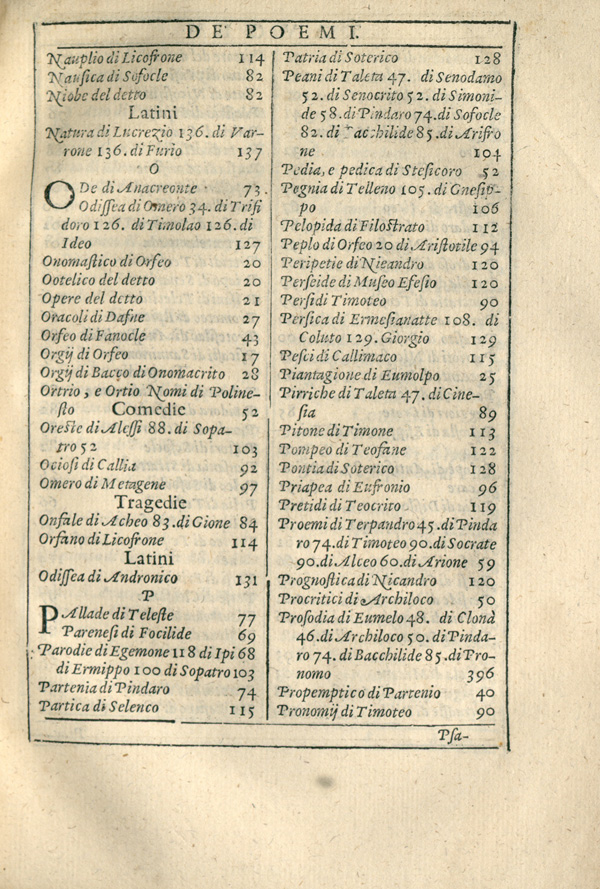 DE' POEMI.
Nauplio di Licofrone 114
Nausica di Sofocle 82
Niobe del detto 82
Latini
Natura di Lucrezio 136. di Var-
rone 136. di Furio 137
O
ODe di Anacreonte 73.
Odissea di Omero 34. di Trifi
doro 126. di Timolao 126. di
Ideo 127
Onomastico di Orfeo 20
Ootelico del detto 20
Opere del detto 21
Oracoli di Dafne 27
Orfeo di Fanocle 43
Orgij di Orfeo 17
Orgij di Bacco di Onomacrito 28
Ortrio, e Ortio Nomi di Polinе-
sto Comedie 52
Oreste di Alessi 88. di Sopa-
tro 52 103
Ociosi di Callia 92
Omero di Metagene 97
Tragedie
Onfale di Acheo 83. di Gione 84
Orfano di Licofrone 114
Latini
Odissea di Andronico 131
P
PAllade di Teleste 77
Parenesi di Focilide 69
Parodie di Egemone 118 di Ipi 68
di Ermippo 100 di Sopatro 103
Partenia di Pindaro 74
Partica di Selenco 115
Patria di Soterico 128
Peani di Taleta 47. di Senodamo
52. di Senocrito 52. di Simoni-
de 58. di Pindaro 74. di Sofocle
82. di Bacchilide 85. di Arifro
ne 104
Pedia, e pedica di Stesicoro 52
Pegnia di Telleno 105. di Gnesip-
po 106
Pelopida di Filostrato 112
Peplo di Orfeo 20 di Aristotile 94
Peripetie di Nieandro 120
Perseide di Museo Efesio 120
Persi di Timoteo 90
Persica di Ermesianatte 108. di
Coluto 129. Giorgio 129
Pesci di Callimaco 115
Piantagione di Eumolpo 25
Pirriche di Taleta 47. di Cine-
sia 89
Pitone di Timone 113
Pompeo di Teofane 122
Pontia di Soterico 128
Priapea di Eufronio 96
Pretidi di Teocrito 119
Proemi di Terpandro 45. di Pinda
ro 74. di Timoteo 90. di Socrate
90. di Alceo 60. di Arione 59
Prognostica di Nicandro 120
Procritici di Archiloco 50
Prosodia di Eumelo 48. di Clonà
46. di Archiloco 50. di Pinda-
ro 74. di Bacchilide 85. di Pro-
nomo 396
Propemptico di Partenio 40
Pronomij di Timoteo 90
Psa-